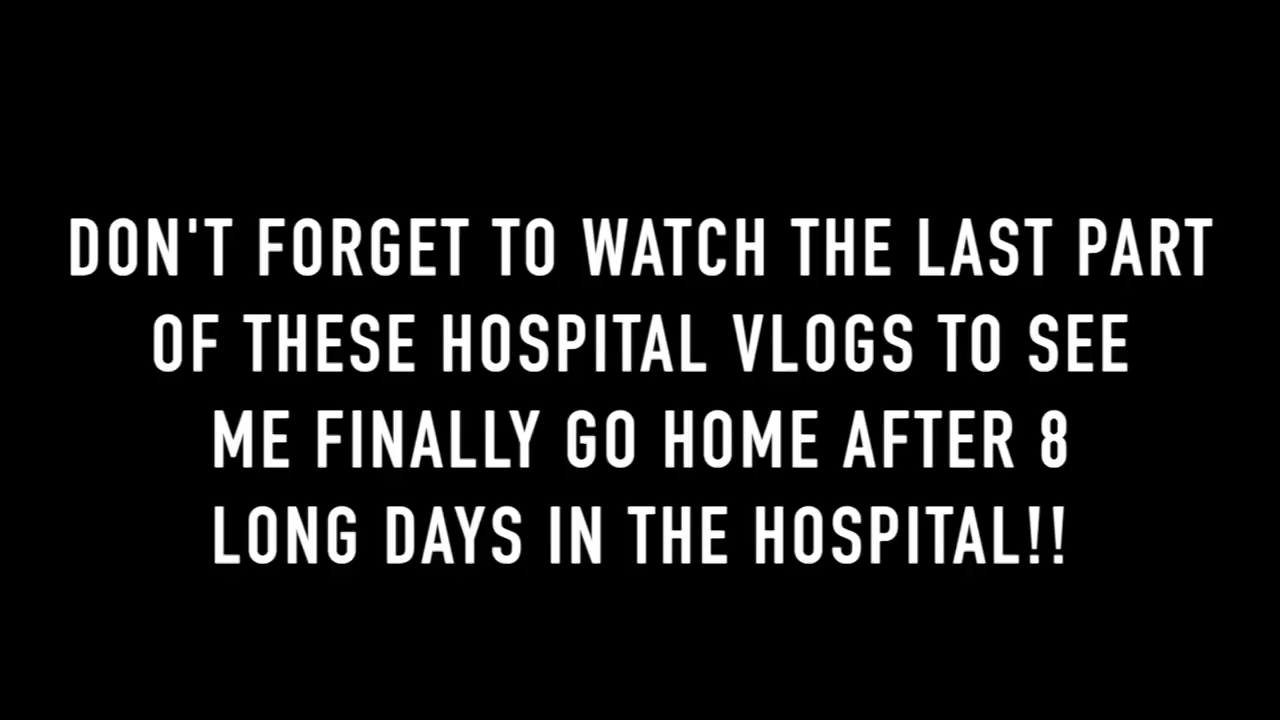 DON'T FORGET TO WATCH THE LAST PART
OF THESE HOSPITAL VLOGS TO SEE
ME FINALLY GO HOME AFTER 8
LONG DAYS IN THE HOSPITAL!!